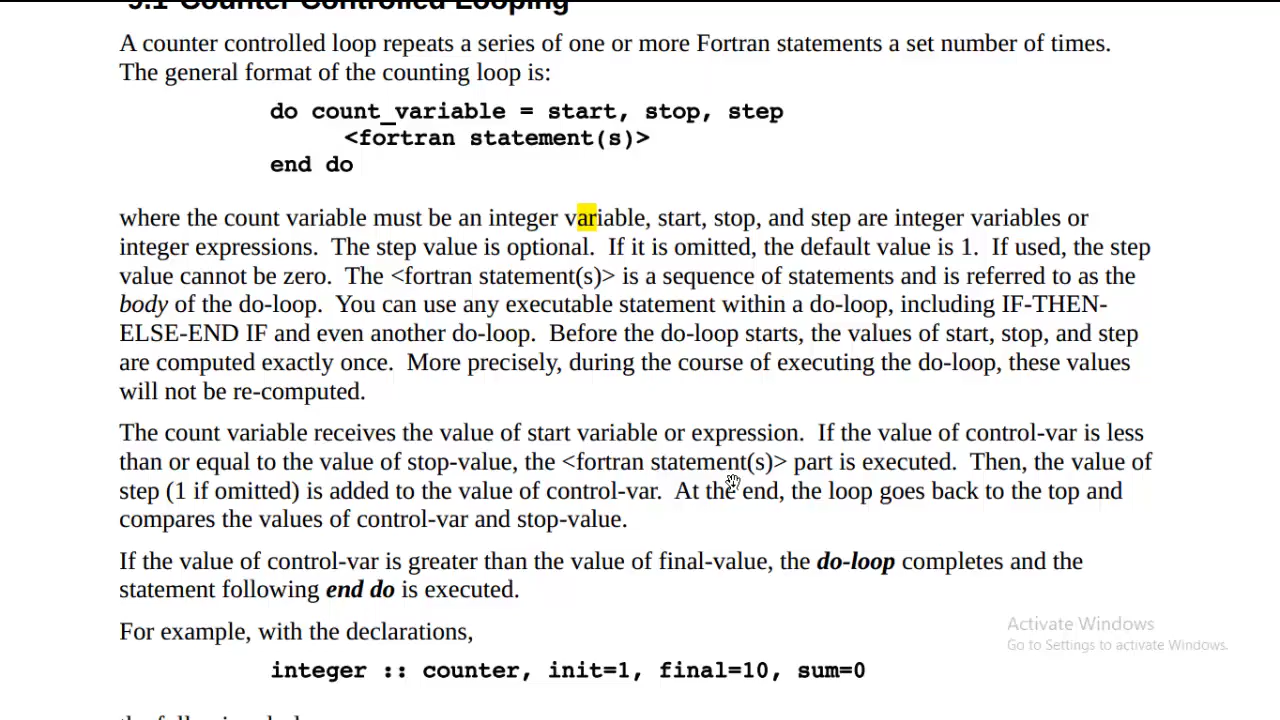 9.1 Counter Controlled Looping
A counter controlled loop repeats a series of one or more Fortran statements a set number of times.
The general format of the counting loop is:
do count_variable = start, stop, step
<fortran statement(s)>
end do
where the count variable must be an integer variable, start, stop, and step are integer variables or
integer expressions.  The step value is optional.  If it is omitted, the default value is 1.  If used, the step
value cannot be zero.  The <fortran statement(s)> is a sequence of statements and is referred to as the
body of the do-loop.  You can use any executable statement within a do-loop, including IF-THEN-
ELSE-END IF and even another do-loop.  Before the do-loop starts, the values of start, stop, and step
are computed exactly once.  More precisely, during the course of executing the do-loop, these values
will not be re-computed.
The count variable receives the value of start variable or expression.  If the value of control-var is less
than or equal to the value of stop-value, the <fortran statement(s)> part is executed.  Then, the value of
step (1 if omitted) is added to the value of control-var.  At the end, the loop goes back to the top and
compares the values of control-var and stop-value.
If the value of control-var is greater than the value of final-value, the do-loop completes and the
statement following end do is executed.
For example, with the declarations,
Activate Windows
Go to Settings to activate Windows.
integer :: counter, init=1, final=10, sum=0